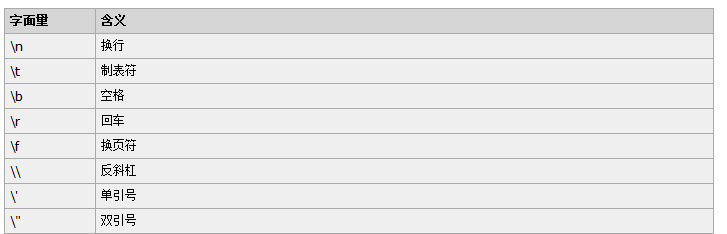 字面量 含义
\n 换行
\t 制表符
\b 空格
\r 回车
\f 换页符
\\ 反斜杠
\' 单引号
\" 双引号